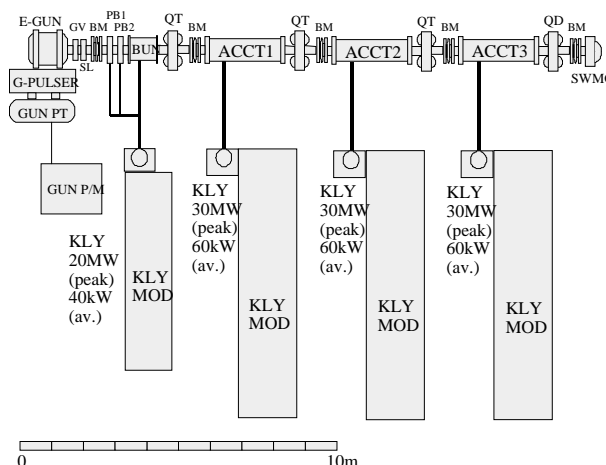 E-GUN
GV
BM
PB1
PB2
SL
BUN
QT
BM
ACCT1
QT
BM
ACCT2
QT
BM
ACCT3
QD
BM
SWMG
G-PULSER
GUN PT
GUN P/M
KLY
20MW
(peak)
40kW
(av.)
KLY
MOD
KLY
30MW
(peak)
60kW
(av.)
KLY
MOD
KLY
30MW
(peak)
60kW
(av.)
KLY
MOD
KLY
30MW
(peak)
60kW
(av.)
KLY
MOD
0
10m